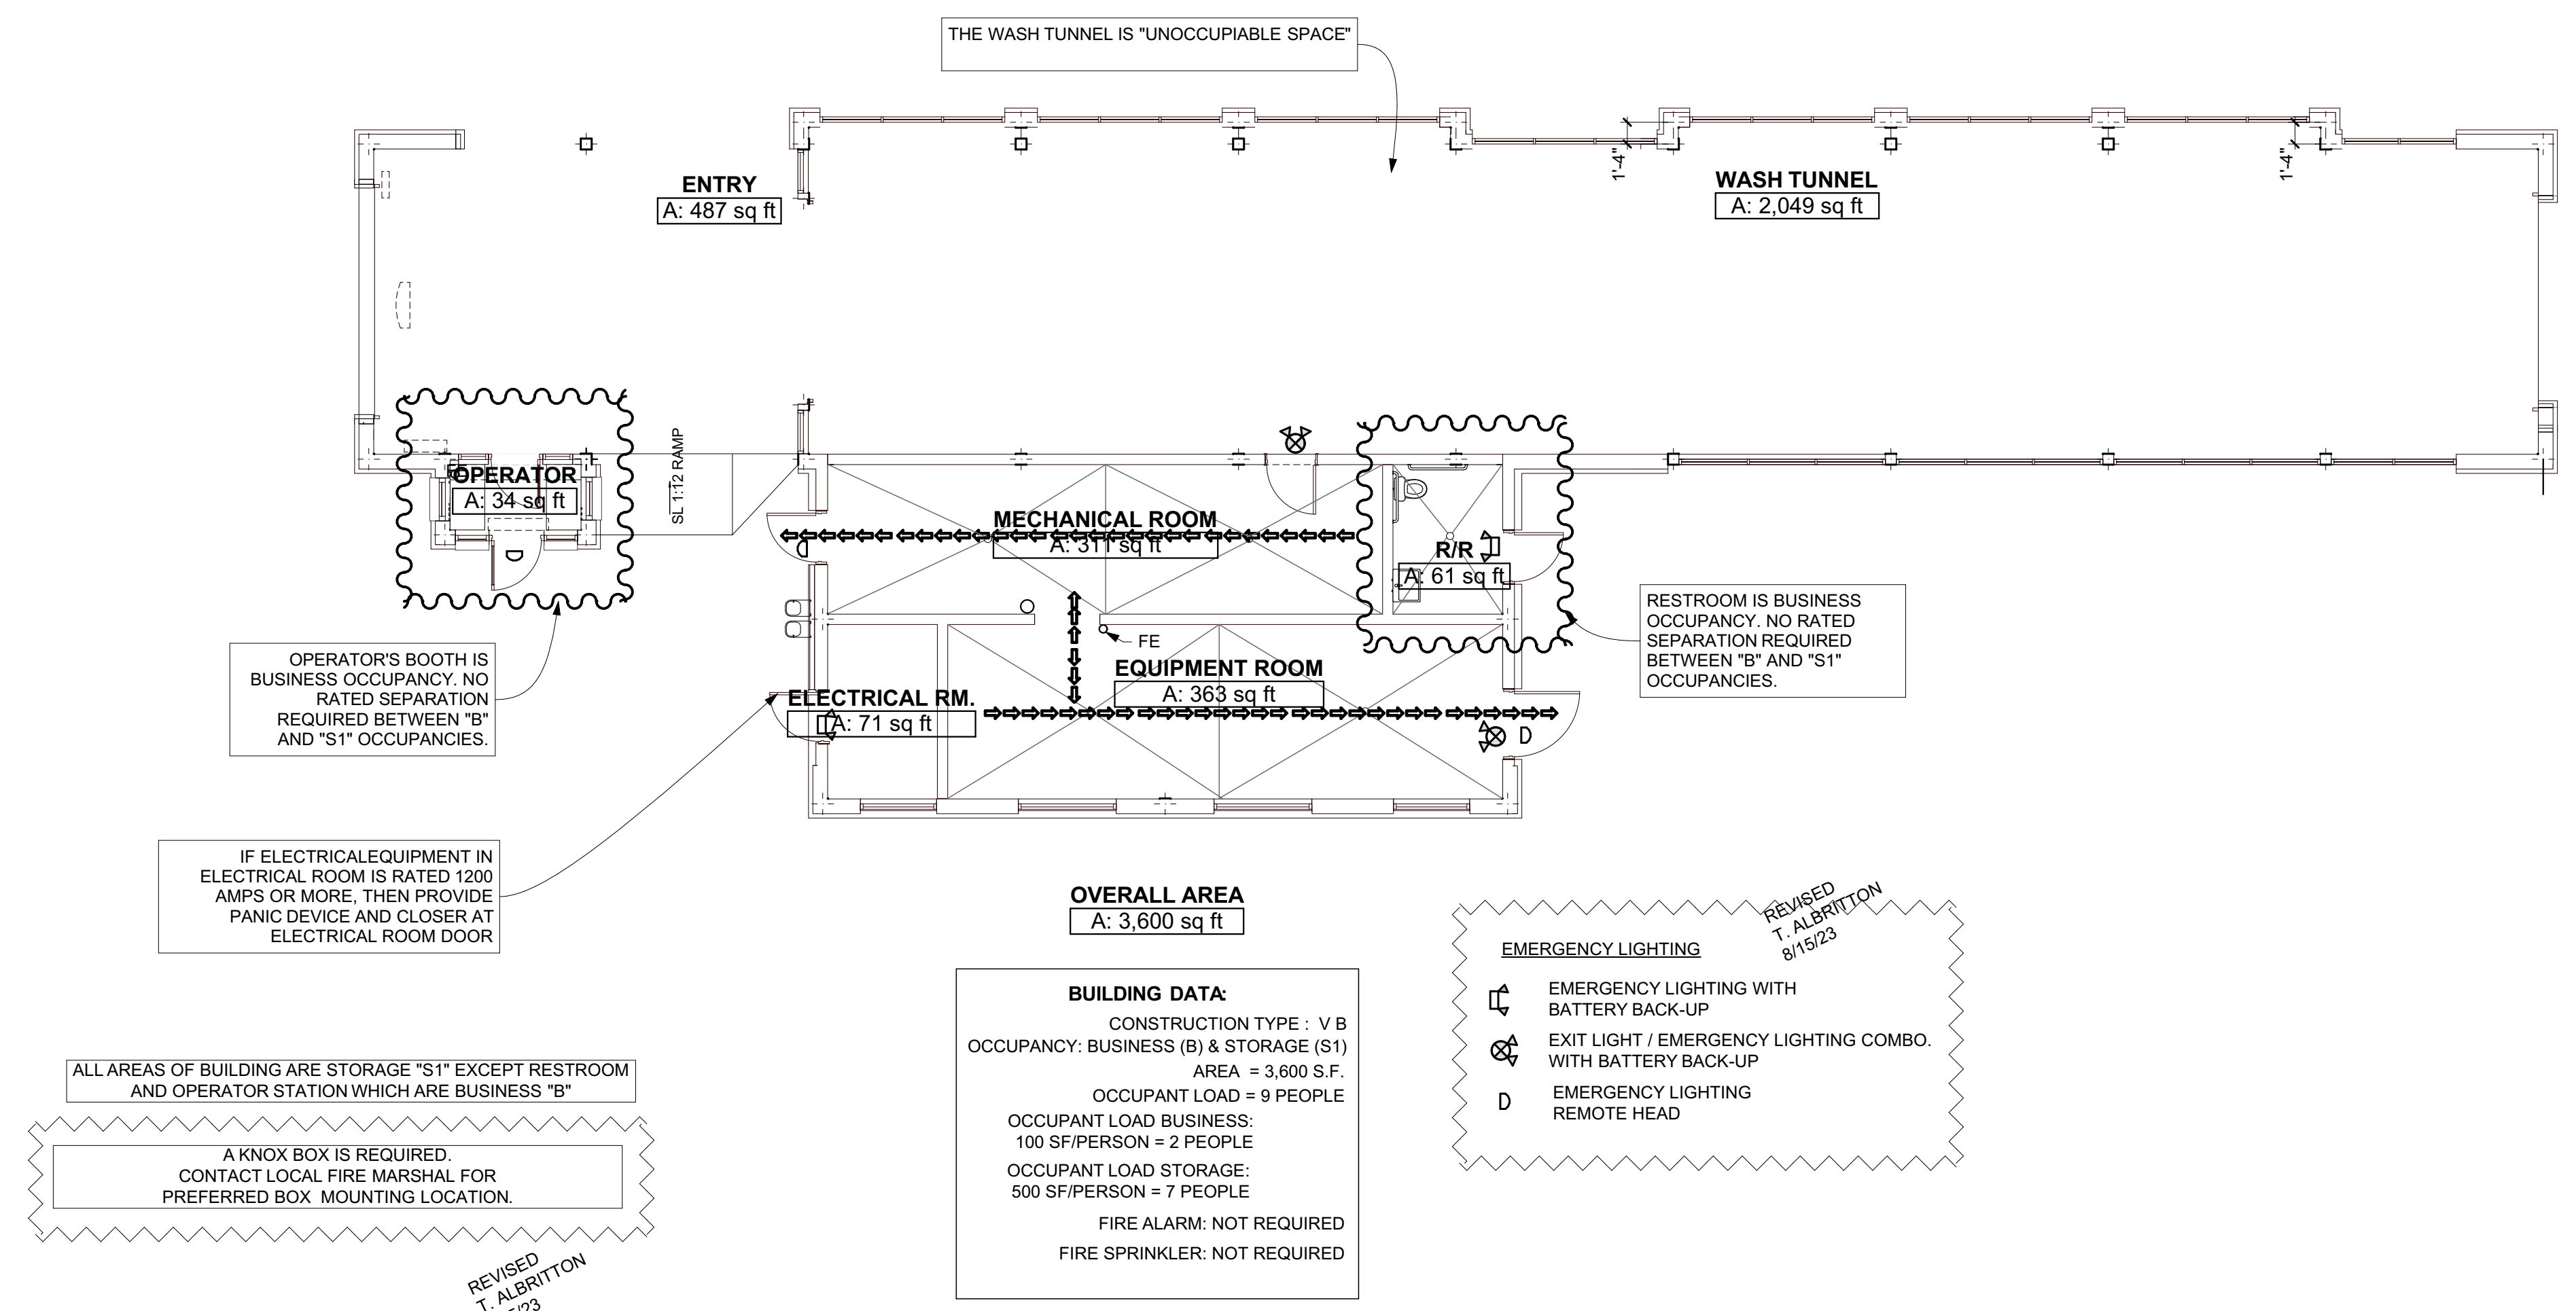 THE WASH TUNNEL IS "UNOCCUPIABLE SPACE"
ENTRY
A: 487 sq ft
1'-4"
WASH TUNNEL
A: 2,049 sq ft
1'-4"
OPERATOR
A: 34 sq ft
SL 1:12 RAMP
MECHANICAL ROOM
A: 311 sq ft
R/R
A: 61 sq ft
FE
EQUIPMENT ROOM
A: 363 sq ft
ELECTRICAL RM.
A: 71 sq ft
OPERATOR'S BOOTH IS
BUSINESS OCCUPANCY. NO
RATED SEPARATION
REQUIRED BETWEEN "B"
AND "S1" OCCUPANCIES.
RESTROOM IS BUSINESS
OCCUPANCY. NO RATED
SEPARATION REQUIRED
BETWEEN "B" AND "S1"
OCCUPANCIES.
IF ELECTRICALEQUIPMENT IN
ELECTRICAL ROOM IS RATED 1200
AMPS OR MORE, THEN PROVIDE
PANIC DEVICE AND CLOSER AT
ELECTRICAL ROOM DOOR
OVERALL AREA
A: 3,600 sq ft
BUILDING DATA:
CONSTRUCTION TYPE : V B
OCCUPANCY: BUSINESS (B) & STORAGE (S1)
AREA = 3,600 S.F.
OCCUPANT LOAD = 9 PEOPLE
OCCUPANT LOAD BUSINESS:
100 SF/PERSON = 2 PEOPLE
OCCUPANT LOAD STORAGE:
500 SF/PERSON = 7 PEOPLE
FIRE ALARM: NOT REQUIRED
FIRE SPRINKLER: NOT REQUIRED
REVISED
T. ALBRITTON
8/15/23
EMERGENCY LIGHTING
EMERGENCY LIGHTING WITH
BATTERY BACK-UP
EXIT LIGHT / EMERGENCY LIGHTING COMBO.
WITH BATTERY BACK-UP
D
EMERGENCY LIGHTING
REMOTE HEAD
ALL AREAS OF BUILDING ARE STORAGE "S1" EXCEPT RESTROOM
AND OPERATOR STATION WHICH ARE BUSINESS "B"
A KNOX BOX IS REQUIRED.
CONTACT LOCAL FIRE MARSHAL FOR
PREFERRED BOX MOUNTING LOCATION.
REVISED
T. ALBRITTON